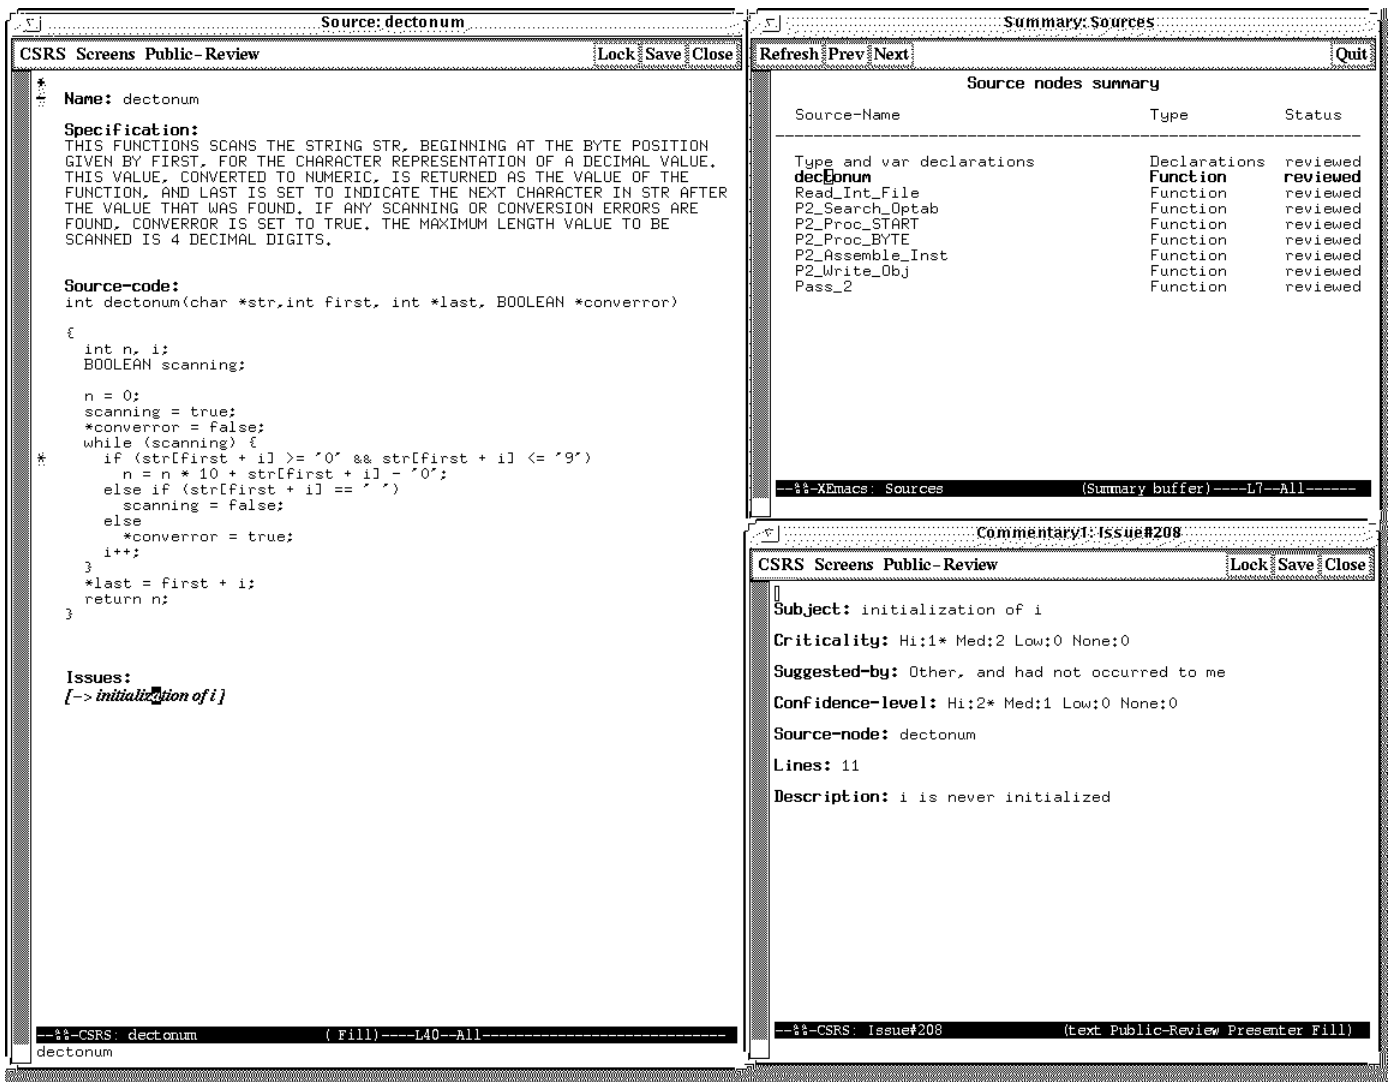 Source: dectonum
CSRS Screens Public-Review Lock Save Close
*
Name: dectonum
Specification:
THIS FUNCTIONS SCANS THE STRING STR, BEGINNING AT THE BYTE POSITION
GIVEN BY FIRST, FOR THE CHARACTER REPRESENTATION OF A DECIMAL VALUE.
THIS VALUE, CONVERTED TO NUMERIC, IS RETURNED AS THE VALUE OF THE
FUNCTION, AND LAST IS SET TO INDICATE THE NEXT CHARACTER IN STR AFTER
THE VALUE THAT WAS FOUND. IF ANY SCANNING OR CONVERSION ERRORS ARE
FOUND, CONVERROR IS SET TO TRUE. THE MAXIMUM LENGTH VALUE TO BE
SCANNED IS 4 DECIMAL DIGITS.
Source-code:
int dectonum(char *str,int first, int *last, BOOLEAN *converror)
{
int n, i;
BOOLEAN scanning;
n = 0;
scanning = true;
*converror = false;
while (scanning) {
* if (str[first + i] >= '0' && str[first + i] <= '9')
n = n * 10 + str[first + i] - '0';
else if (str[first + i] == ' ')
scanning = false;
else
*converror = true;
i++;
}
*last = first + i;
return n;
}
Issues:
[-> initialization of i ]
--%%-CSRS: dectonum ( Fill)----L40--All----------------------------
dectonum
Summary: Sources
Refresh Prev Next Quit
Source nodes summary
Source-Name Type Status
Type and var declarations Declarations reviewed
dectonum Function reviewed
Read_Int_File Function reviewed
P2_Search_Optab Function reviewed
P2_Proc_START Function reviewed
P2_Proc_BYTE Function reviewed
P2_Assemble_Inst Function reviewed
P2_Write_Obj Function reviewed
Pass_2 Function reviewed
--%%-XEmacs: Sources (Summary buffer)----L7--All------
Commentary1: Issue#208
CSRS Screens Public-Review Lock Save Close
Subject: initialization of i
Criticality: Hi:1* Med:2 Low:0 None:0
Suggested-by: Other, and had not occurred to me
Confidence-level: Hi:2* Med:1 Low:0 None:0
Source-node: dectonum
Lines: 11
Description: i is never initialized
--%%-CSRS: Issue#208 (text Public-Review Presenter Fill)